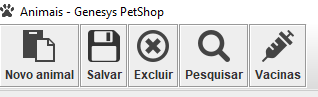 Animais - Genesys PetShop
Novo animal Salvar Excluir Pesquisar Vacinas